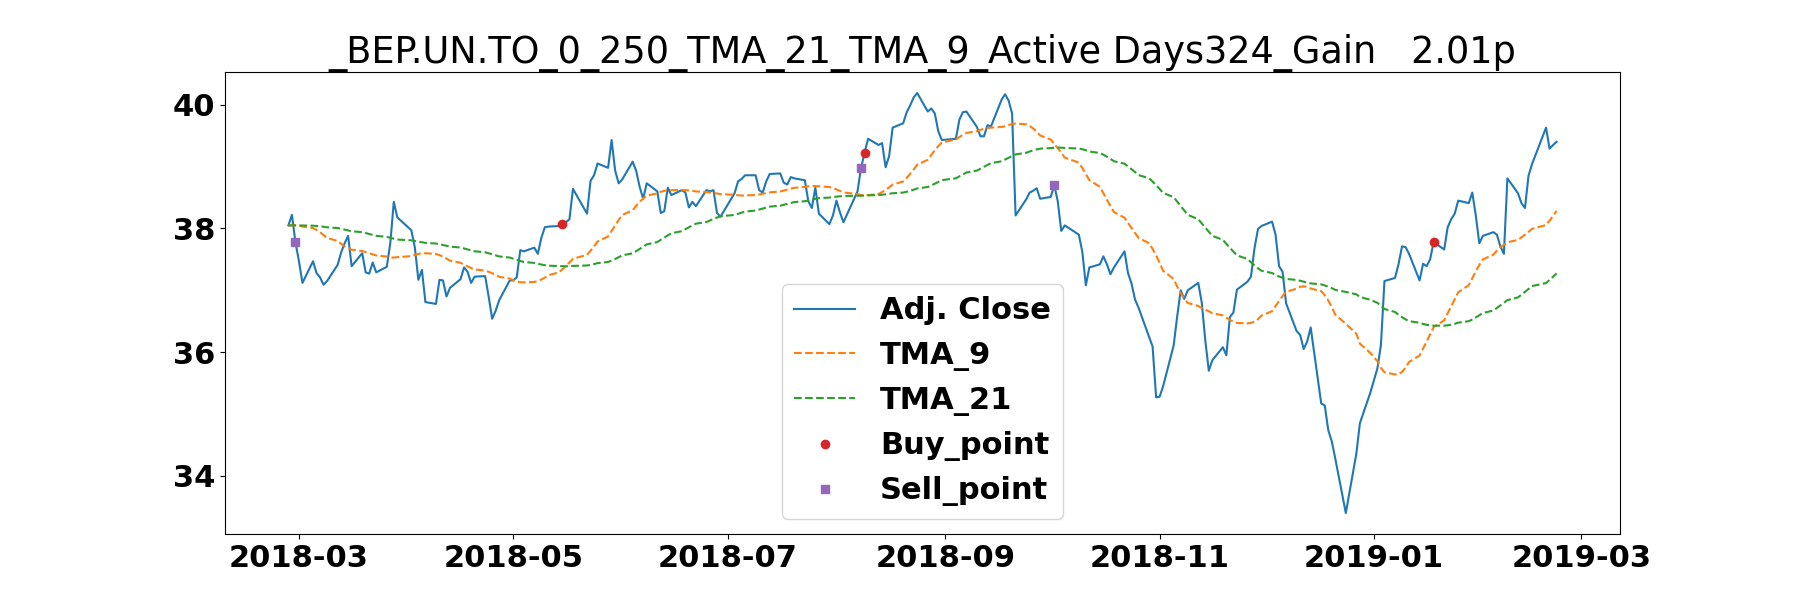 _BEP.UN.TO_0_250_TMA_21_TMA_9_Active Days324_Gain   2.01p
40
38
36
34
Adj. Close
TMA_9
TMA_21
Buy_point
Sell_point
2018-03 2018-05 2018-07 2018-09 2018-11 2019-01 2019-03